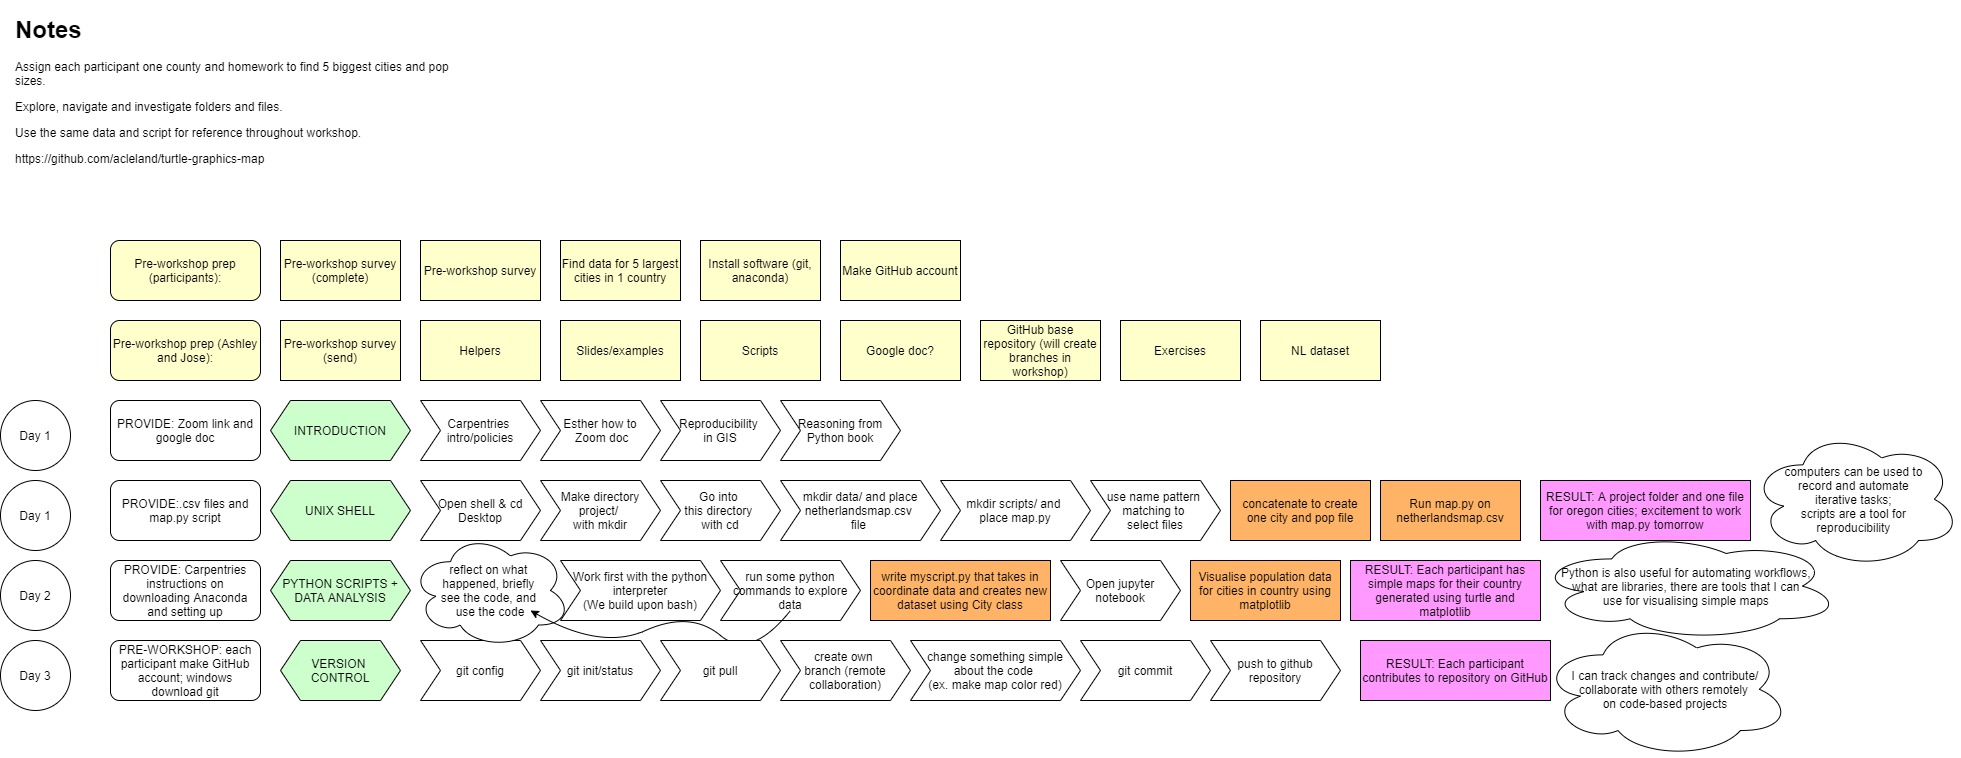 Notes
Assign each participant one county and homework to find 5 biggest cities and pop
sizes.
Explore, navigate and investigate folders and files.
Use the same data and script for reference throughout workshop.
https://github.com/acleland/turtle-graphics-map
Pre-workshop prep
(participants):
Pre-workshop survey
(complete)
Pre-workshop survey
Find data for 5 largest
cities in 1 country
Install software (git,
anaconda)
Make GitHub account
Pre-workshop prep (Ashley
and Jose):
Pre-workshop survey
(send)
Helpers
Slides/examples
Scripts
Google doc?
GitHub base
repository (will create
branches in
workshop)
Exercises
NL dataset
Day 1
PROVIDE: Zoom link and
google doc
INTRODUCTION
Carpentries
intro/policies
Esther how to
Zoom doc
Reproducibility
in GIS
Reasoning from
Python book
Day 1
PROVIDE:.csv files and
map.py script
UNIX SHELL
Open shell & cd
Desktop
Make directory
project/
with mkdir
Go into
this directory
with cd
mkdir data/ and place
netherlandsmap.csv
file
mkdir scripts/ and
place map.py
use name pattern
matching to
select files
concatenate to create
one city and pop file
Run map.py on
netherlandsmap.csv
RESULT: A project folder and one file
for oregon cities; excitement to work
with map.py tomorrow
computers can be used to
record and automate
iterative tasks;
scripts are a tool for
reproducibility
Day 2
PROVIDE: Carpentries
instructions on
downloading Anaconda
and setting up
PYTHON SCRIPTS +
DATA ANALYSIS
reflect on what
happened, briefly
see the code, and
use the code
Work first with the python
interpreter
(We build upon bash)
run some python
commands to explore
data
write myscript.py that takes in
coordinate data and creates new
dataset using City class
Open jupyter
notebook
Visualise population data
for cities in country using
matplotlib
RESULT: Each participant has
simple maps for their country
generated using turtle and
matplotlib
Python is also useful for automating workflows,
what are libraries, there are tools that I can
use for visualising simple maps
Day 3
PRE-WORKSHOP: each
participant make GitHub
account; windows
download git
VERSION
CONTROL
git config
git init/status
git pull
create own
branch (remote
collaboration)
change something simple
about the code
(ex. make map color red)
git commit
push to github
repository
RESULT: Each participant
contributes to repository on GitHub
I can track changes and contribute/
collaborate with others remotely
on code-based projects